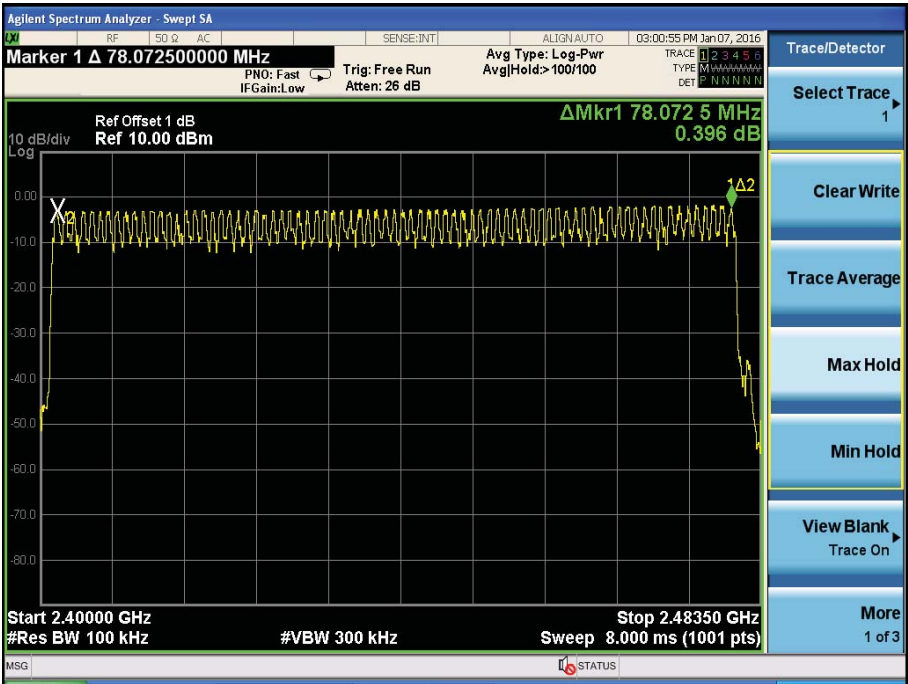 Agilent Spectrum Analyzer - Swept SA
LXI RF 50 Ω AC SENSE:INT ALIGN AUTO 03:00:55 PM Jan 07, 2016
Marker 1 Δ 78.072500000 MHz
PNO: Fast
IFGain:Low
Trig: Free Run
Atten: 26 dB
Avg Type: Log-Pwr
Avg|Hold:>100/100
TRACE 1 2 3 4 5 6
TYPE M
DET P N N N N N
Trace/Detector
Select Trace
1
Clear Write
Trace Average
Max Hold
Min Hold
View Blank
Trace On
More
1 of 3
ΔMkr1 78.072 5 MHz
0.396 dB
Ref Offset 1 dB
10 dB/div Ref 10.00 dBm
Log
1Δ2
0.00
-10.0
-20.0
-30.0
-40.0
-50.0
-60.0
-70.0
-80.0
Start 2.40000 GHz Stop 2.48350 GHz
#Res BW 100 kHz #VBW 300 kHz Sweep 8.000 ms (1001 pts)
MSG STATUS